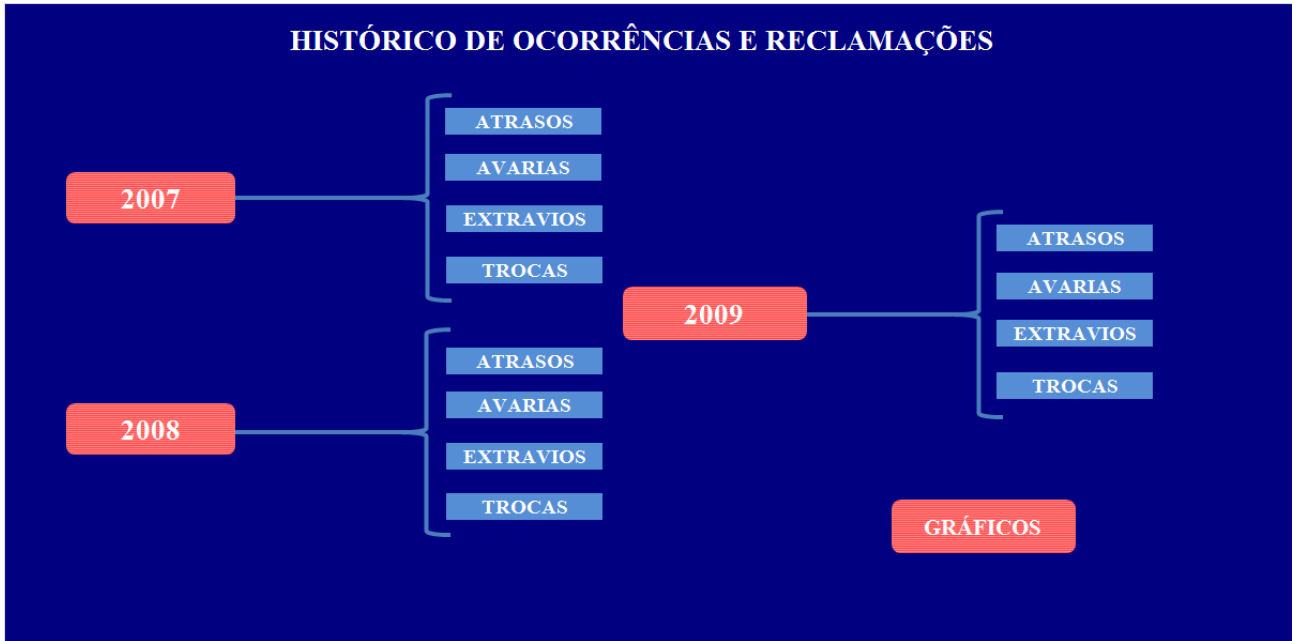 HISTÓRICO DE OCORRÊNCIAS E RECLAMAÇÕES
2007
ATRASOS
AVARIAS
EXTRAVIOS
TROCAS
2008
ATRASOS
AVARIAS
EXTRAVIOS
TROCAS
2009
ATRASOS
AVARIAS
EXTRAVIOS
TROCAS
GRÁFICOS